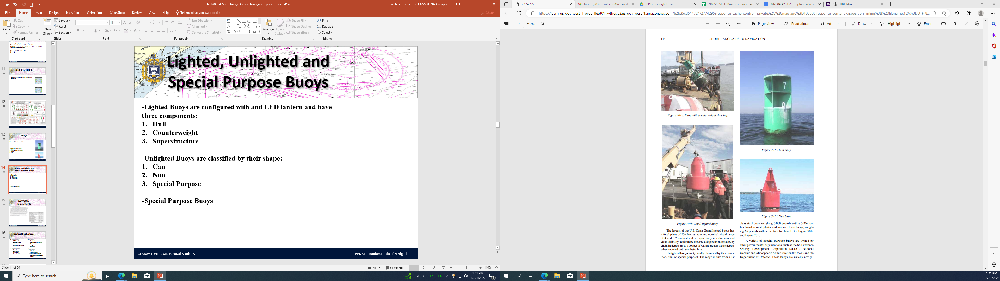 NN284-04-Short Range Aids to Navigation.pptx - PowerPoint
Wilhelm, Robert G LT USN USNA Annapolis
File Home Insert Design Transitions Animations Slide Show Review View Help Tell me what you want to do
Share
Paste
Cut
Copy
Format Painter
Clipboard
New Slide
Layout
Reset
Section
Slides
18
Font
Text Direction
Align Text
Convert to SmartArt
Paragraph
Arrange
Quick Styles
Shape Fill
Shape Outline
Shape Effects
Drawing
Find
Replace
Select
Editing
11
IALA A vs. IALA B
12
13
Buoys
14
Lighted, Unlighted and
Special Purpose Buoys
15
NAVDORM
Requirements
16
Nautical Publications
Lighted, Unlighted and
Special Purpose Buoys
-Lighted Buoys are configured with and LED lantern and have
three components:
1. Hull
2. Counterweight
3. Superstructure
-Unlighted Buoys are classified by their shape:
1. Can
2. Nun
3. Special Purpose
-Special Purpose Buoys
SEANAV I United States Naval Academy
NN284 – Fundamentals of Navigation
Slide 14 of 34
Notes
Comments
114%
Type here to search
S&P 500 +1.39%
1:41 PM
12/21/2022
2774295
Inbox (283) - rwilhelm@usna.edu
PPTs - Google Drive
NN220 SKED Brainstorming.xlsx
NN284 AY 2023 - Syllabus.docx
HBOMax
https://learn-us-gov-west-1-prod-fleet01-xythos.s3.us-gov-west-1.amazonaws.com/62b35cd514724/2774295?response-cache-control=private%2C%20max-age%3D10800&response-content-disposition=inline%3B%20filename%2A%3DUTF-8...
128 of 789
Page view
Read aloud
Add text
Draw
Highlight
Erase
114
SHORT RANGE AIDS TO NAVIGATION
Figure 701a. Buoy with counterweight showing.
7
Figure 701c. Can buoy.
6
Figure 701b. Small lighted buoy.
Figure 701d. Nun buoy.
The largest of the U.S. Coast Guard lighted buoys has
a focal plane of 20+ feet, a radar and nominal visual range
of 4 and 3.2 nautical miles respectively in calm seas and
clear visibility, and can be moored using conventional buoy
chain in depths up to 190 feet of water; greater water depths
when moored with synthetic line.
Unlighted buoys are typically classified by their shape
(can, nun, or special purpose). The range in size from a 1st
class steel buoy weighing 6,000 pounds with a 5-3/4 foot
freeboard to small plastic and ionomer foam buoys, weigh-
ing 65 pounds with a one foot freeboard. See Figure 701c
and Figure 701d.
A variety of special purpose buoys are owned by
other governmental organizations, such as the St. Lawrence
Seaway Development Corporation (SLDC), National
Oceanic and Atmospheric Administration (NOAA), and the
Department of Defense. These buoys are usually naviga-
1:41 PM
12/21/2022